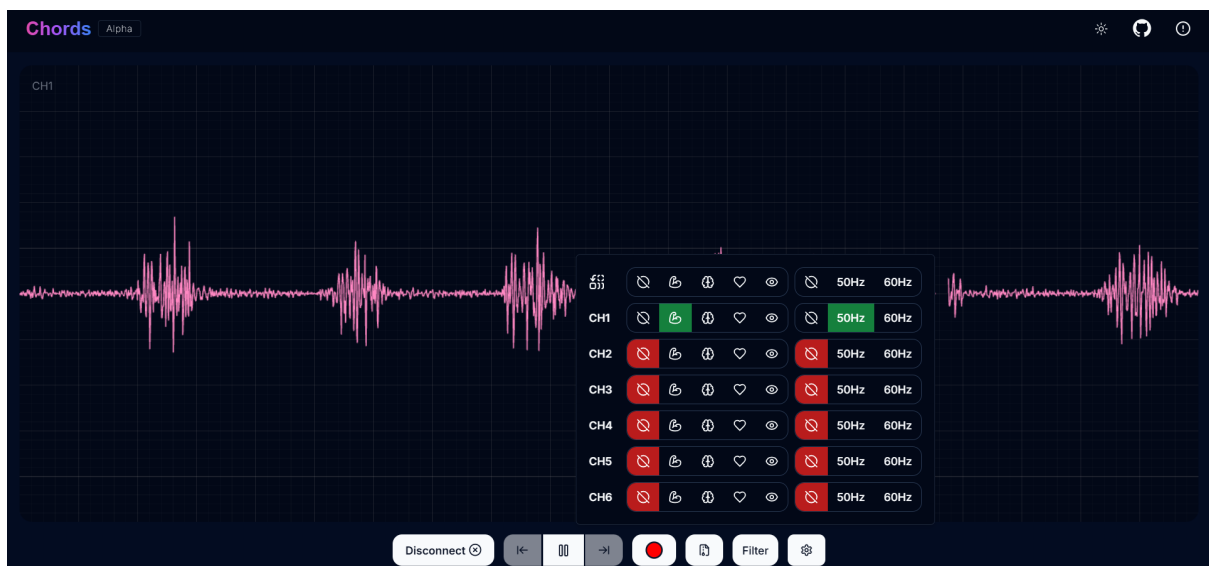 Chords Alpha
CH1
50Hz 60Hz
CH1 50Hz 60Hz
CH2 50Hz 60Hz
CH3 50Hz 60Hz
CH4 50Hz 60Hz
CH5 50Hz 60Hz
CH6 50Hz 60Hz
Disconnect Filter